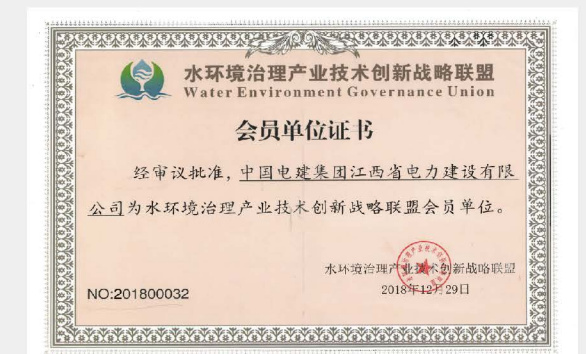 水环境治理产业技术创新战略联盟
Water Environment Governance Union
会员单位证书
经审议批准，中国电建集团江西省电力建设有限
公司为水环境治理产业技术创新战略联盟会员单位。
水环境治理产业技术创新战略联盟
2018年12月29日
NO:201800032